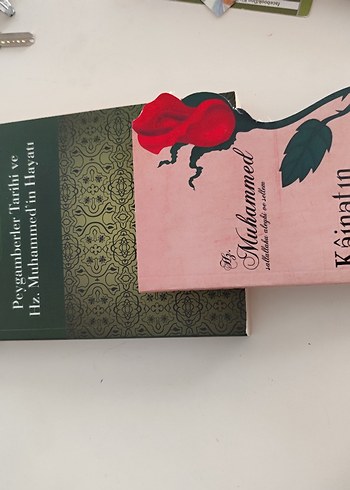 Peygamberler Tarihi ve
Hz. Muhammed'in Hayatı
Hz.
Muhammed
sallallahu aleyhi ve sellem
Kâinatın